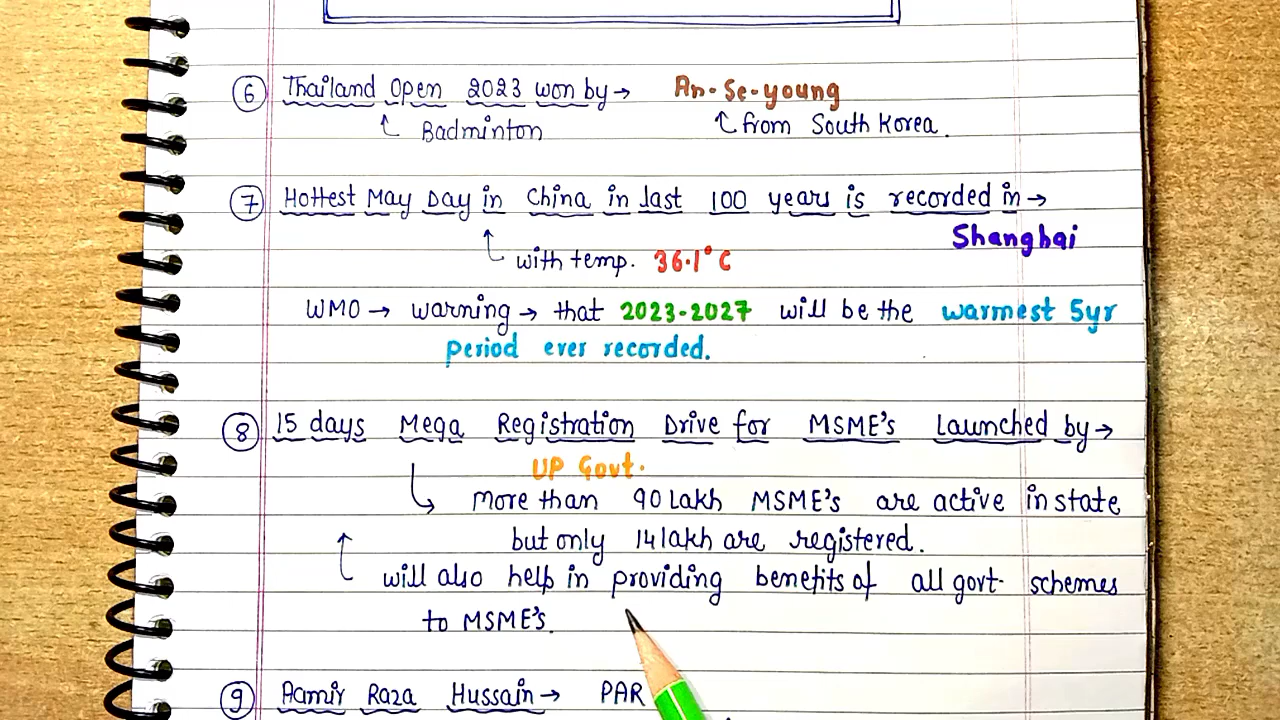 6 Thailand Open 2023 won by → An-Se-young
↑ Badminton ↑ from South Korea.
7 Hottest May Day in China in last 100 years is recorded in →
Shanghai
↑ with temp. 36.1°C
WMO → warning → that 2023-2027 will be the warmest 5yr
period ever recorded.
8 15 days Mega Registration Drive for MSME's Launched by →
UP Govt.
↳ more than 90 lakh MSME's are active in state
but only 14 lakh are registered.
↑ will also help in providing benefits of all govt- schemes
to MSME's.
9 Aamir Raza Hussain → PAR